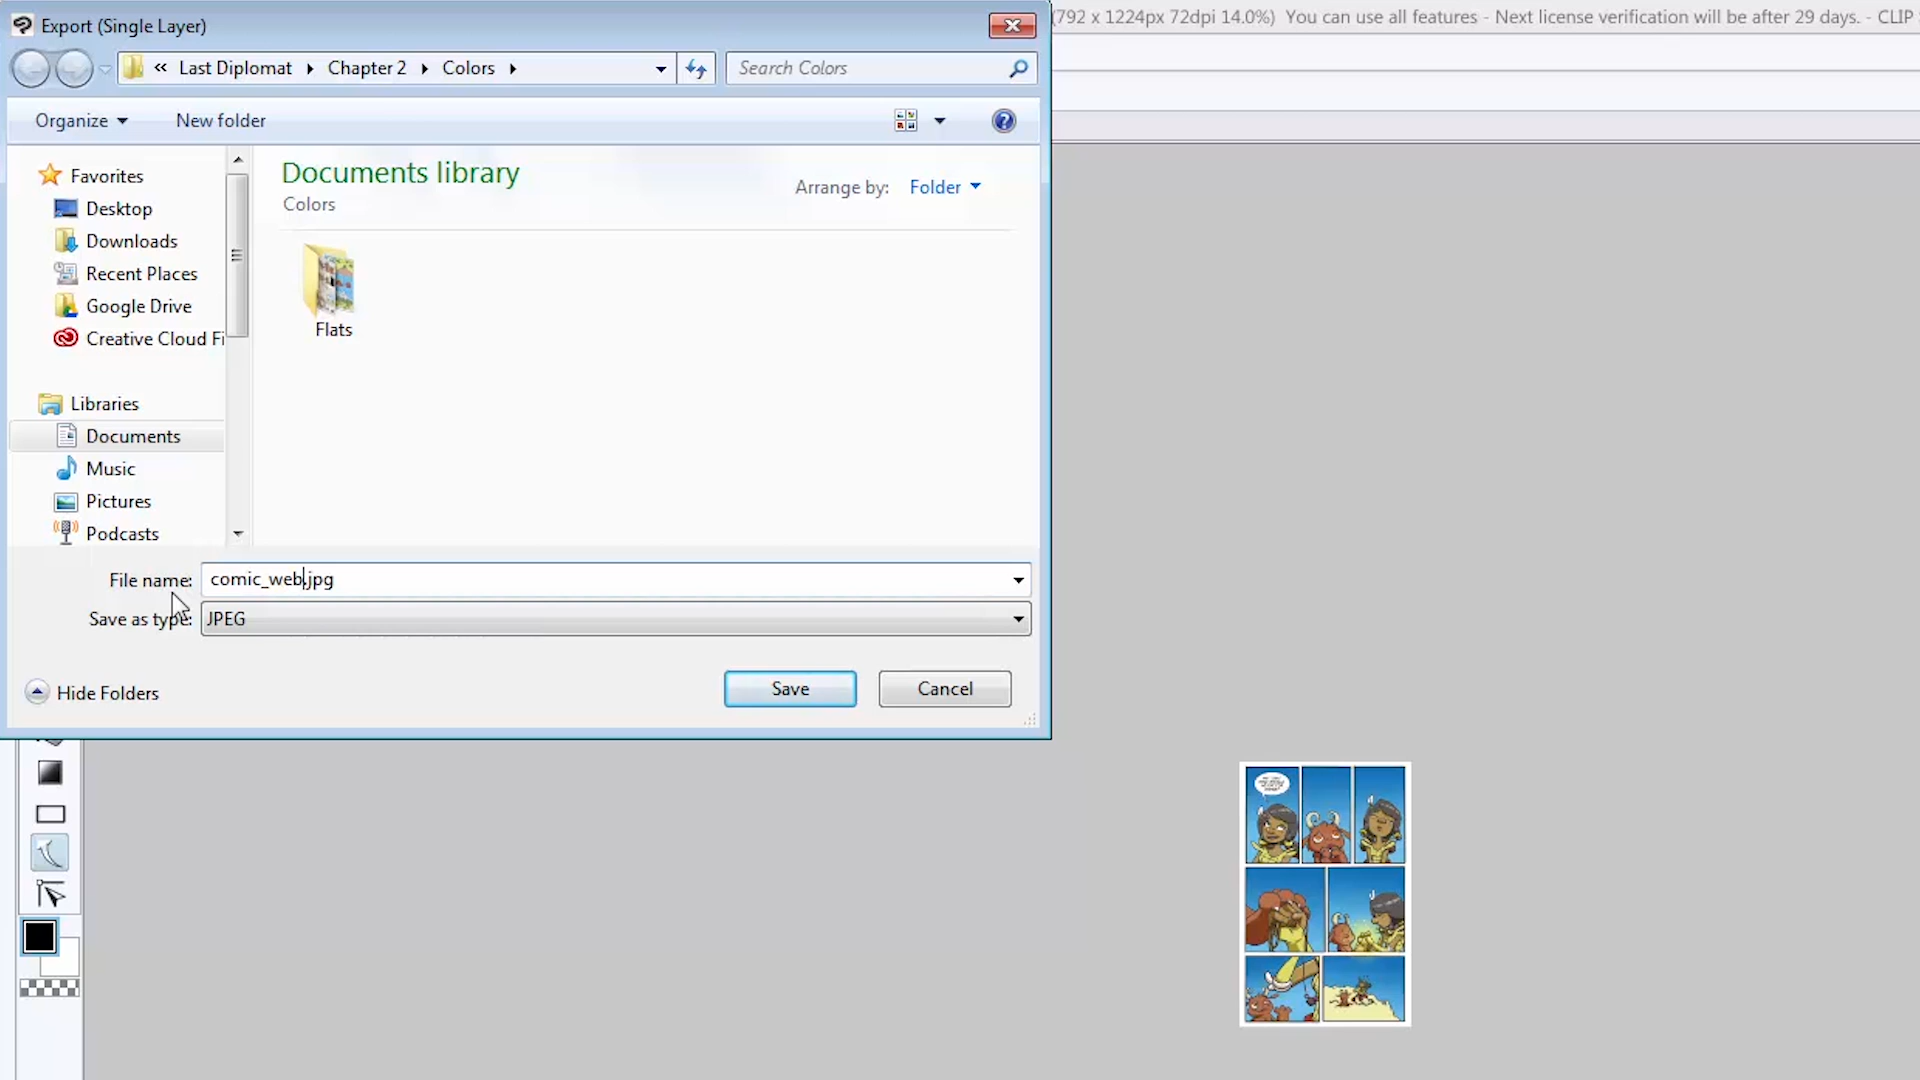 Export (Single Layer)
(792 x 1224px 72dpi 14.0%) You can use all features - Next license verification will be after 29 days. - CLIP
« Last Diplomat Chapter 2 Colors
Search Colors
Organize
New folder
Favorites
Desktop
Downloads
Recent Places
Google Drive
Creative Cloud Fi
Libraries
Documents
Music
Pictures
Podcasts
Documents library
Colors
Arrange by: Folder
Flats
File name: comic_web.jpg
Save as type: JPEG
Hide Folders
Save
Cancel